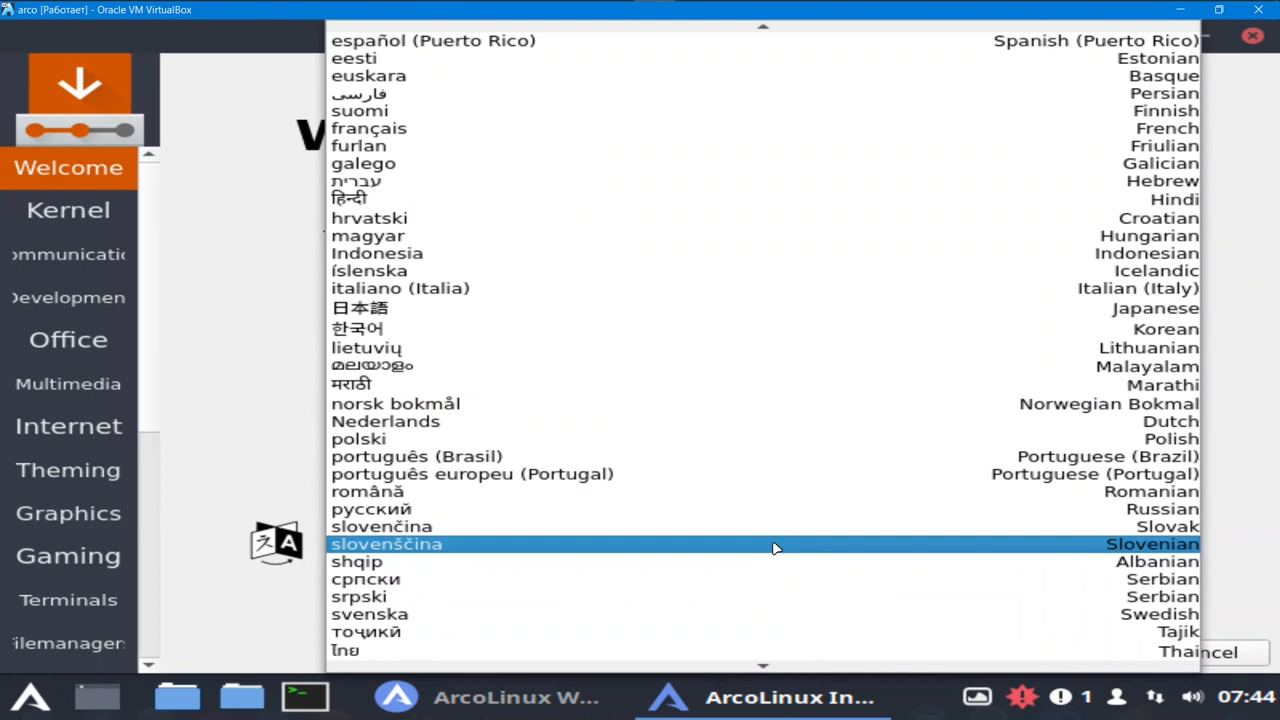 arco [Работает] - Oracle VM VirtualBox
español (Puerto Rico) Spanish (Puerto Rico)
eesti Estonian
euskara Basque
فارسی Persian
suomi Finnish
français French
furlan Friulian
galego Galician
עברית Hebrew
हिन्दी Hindi
hrvatski Croatian
magyar Hungarian
Indonesia Indonesian
íslenska Icelandic
italiano (Italia) Italian (Italy)
日本語 Japanese
한국어 Korean
lietuvių Lithuanian
മലയാളം Malayalam
मराठी Marathi
norsk bokmål Norwegian Bokmal
Nederlands Dutch
polski Polish
português (Brasil) Portuguese (Brazil)
português europeu (Portugal) Portuguese (Portugal)
română Romanian
русский Russian
slovenčina Slovak
slovenščina Slovenian
shqip Albanian
српски Serbian
srpski Serbian
svenska Swedish
тоҷикӣ Tajik
ไทย Thai
Welcome
Kernel
ommunicatic
Developmen
Office
Multimedia
Internet
Theming
Graphics
Gaming
Terminals
ilemanager
ncel
ArcoLinux W...
ArcoLinux In...
1
07:44